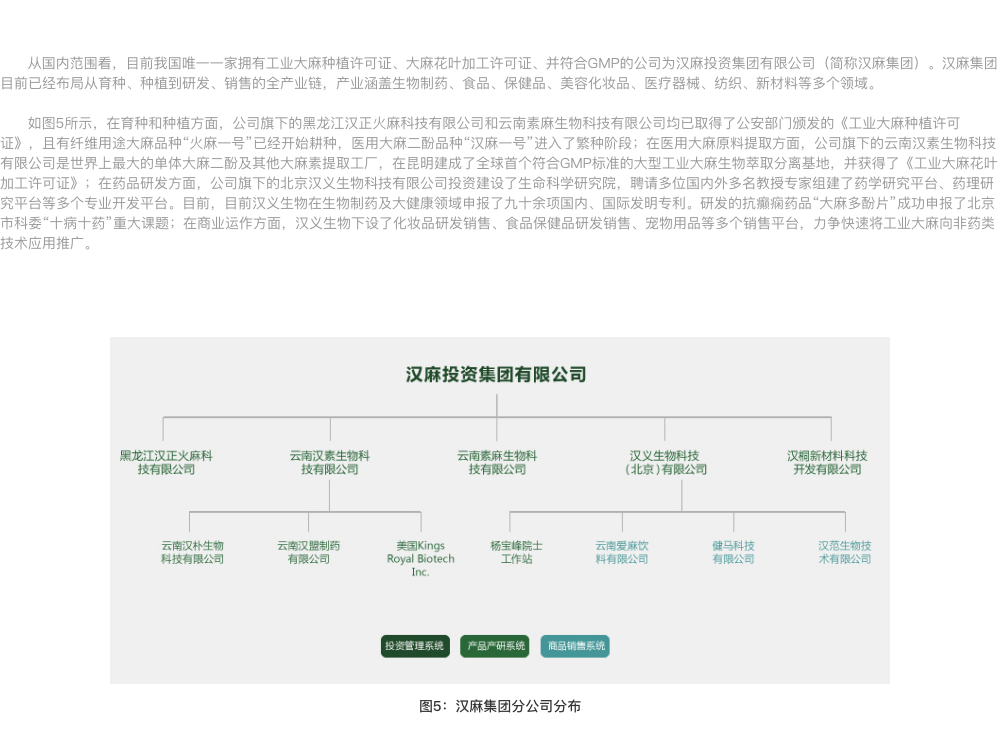 从国内范围看，目前我国唯一一家拥有工业大麻种植许可证、大麻花叶加工许可证、并符合GMP的公司为汉麻投资集团有限公司（简称汉麻集团）。汉麻集团
目前已经布局从育种、种植到研发、销售的全产业链，产业涵盖生物制药、食品、保健品、美容化妆品、医疗器械、纺织、新材料等多个领域。
如图5所示，在育种和种植方面，公司旗下的黑龙江汉正火麻科技有限公司和云南素麻生物科技有限公司均已取得了公安部门颁发的《工业大麻种植许可
证》，且有纤维用途大麻品种“火麻一号”已经开始耕种，医用大麻二酚品种“汉麻一号”进入了繁种阶段；在医用大麻原料提取方面，公司旗下的云南汉素生物科技
有限公司是世界上最大的单体大麻二酚及其他大麻素提取工厂，在昆明建成了全球首个符合GMP标准的大型工业大麻生物萃取分离基地，并获得了《工业大麻花叶
加工许可证》；在药品研发方面，公司旗下的北京汉义生物科技有限公司投资建设了生命科学研究院，聘请多位国内外多名教授专家组建了药学研究平台、药理研
究平台等多个专业开发平台。目前，目前汉义生物在生物制药及大健康领域申报了九十余项国内、国际发明专利。研发的抗癫痫药品“大麻多酚片”成功申报了北京
市科委“十病十药”重大课题；在商业运作方面，汉义生物下设了化妆品研发销售、食品保健品研发销售、宠物用品等多个销售平台，力争快速将工业大麻向非药类
技术应用推广。
汉麻投资集团有限公司
黑龙江汉正火麻科
技有限公司
云南汉素生物科
技有限公司
云南素麻生物科
技有限公司
汉义生物科技
（北京）有限公司
汉㭎新材料科技
开发有限公司
云南汉朴生物
科技有限公司
云南汉盟制药
有限公司
美国Kings
Royal Biotech
Inc.
杨宝峰院士
工作站
云南爱麻饮
料有限公司
健马科技
有限公司
汉范生物技
术有限公司
投资管理系统
产品产研系统
商品销售系统
图5：汉麻集团分公司分布